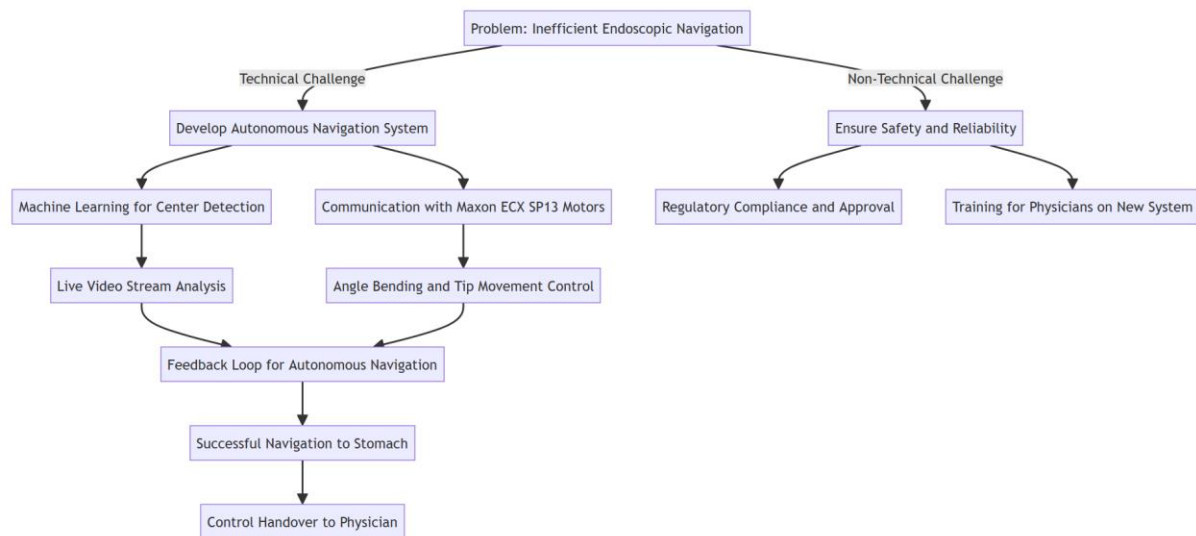 Problem: Inefficient Endoscopic Navigation
Technical Challenge
Non-Technical Challenge
Develop Autonomous Navigation System
Ensure Safety and Reliability
Machine Learning for Center Detection
Communication with Maxon ECX SP13 Motors
Regulatory Compliance and Approval
Training for Physicians on New System
Live Video Stream Analysis
Angle Bending and Tip Movement Control
Feedback Loop for Autonomous Navigation
Successful Navigation to Stomach
Control Handover to Physician